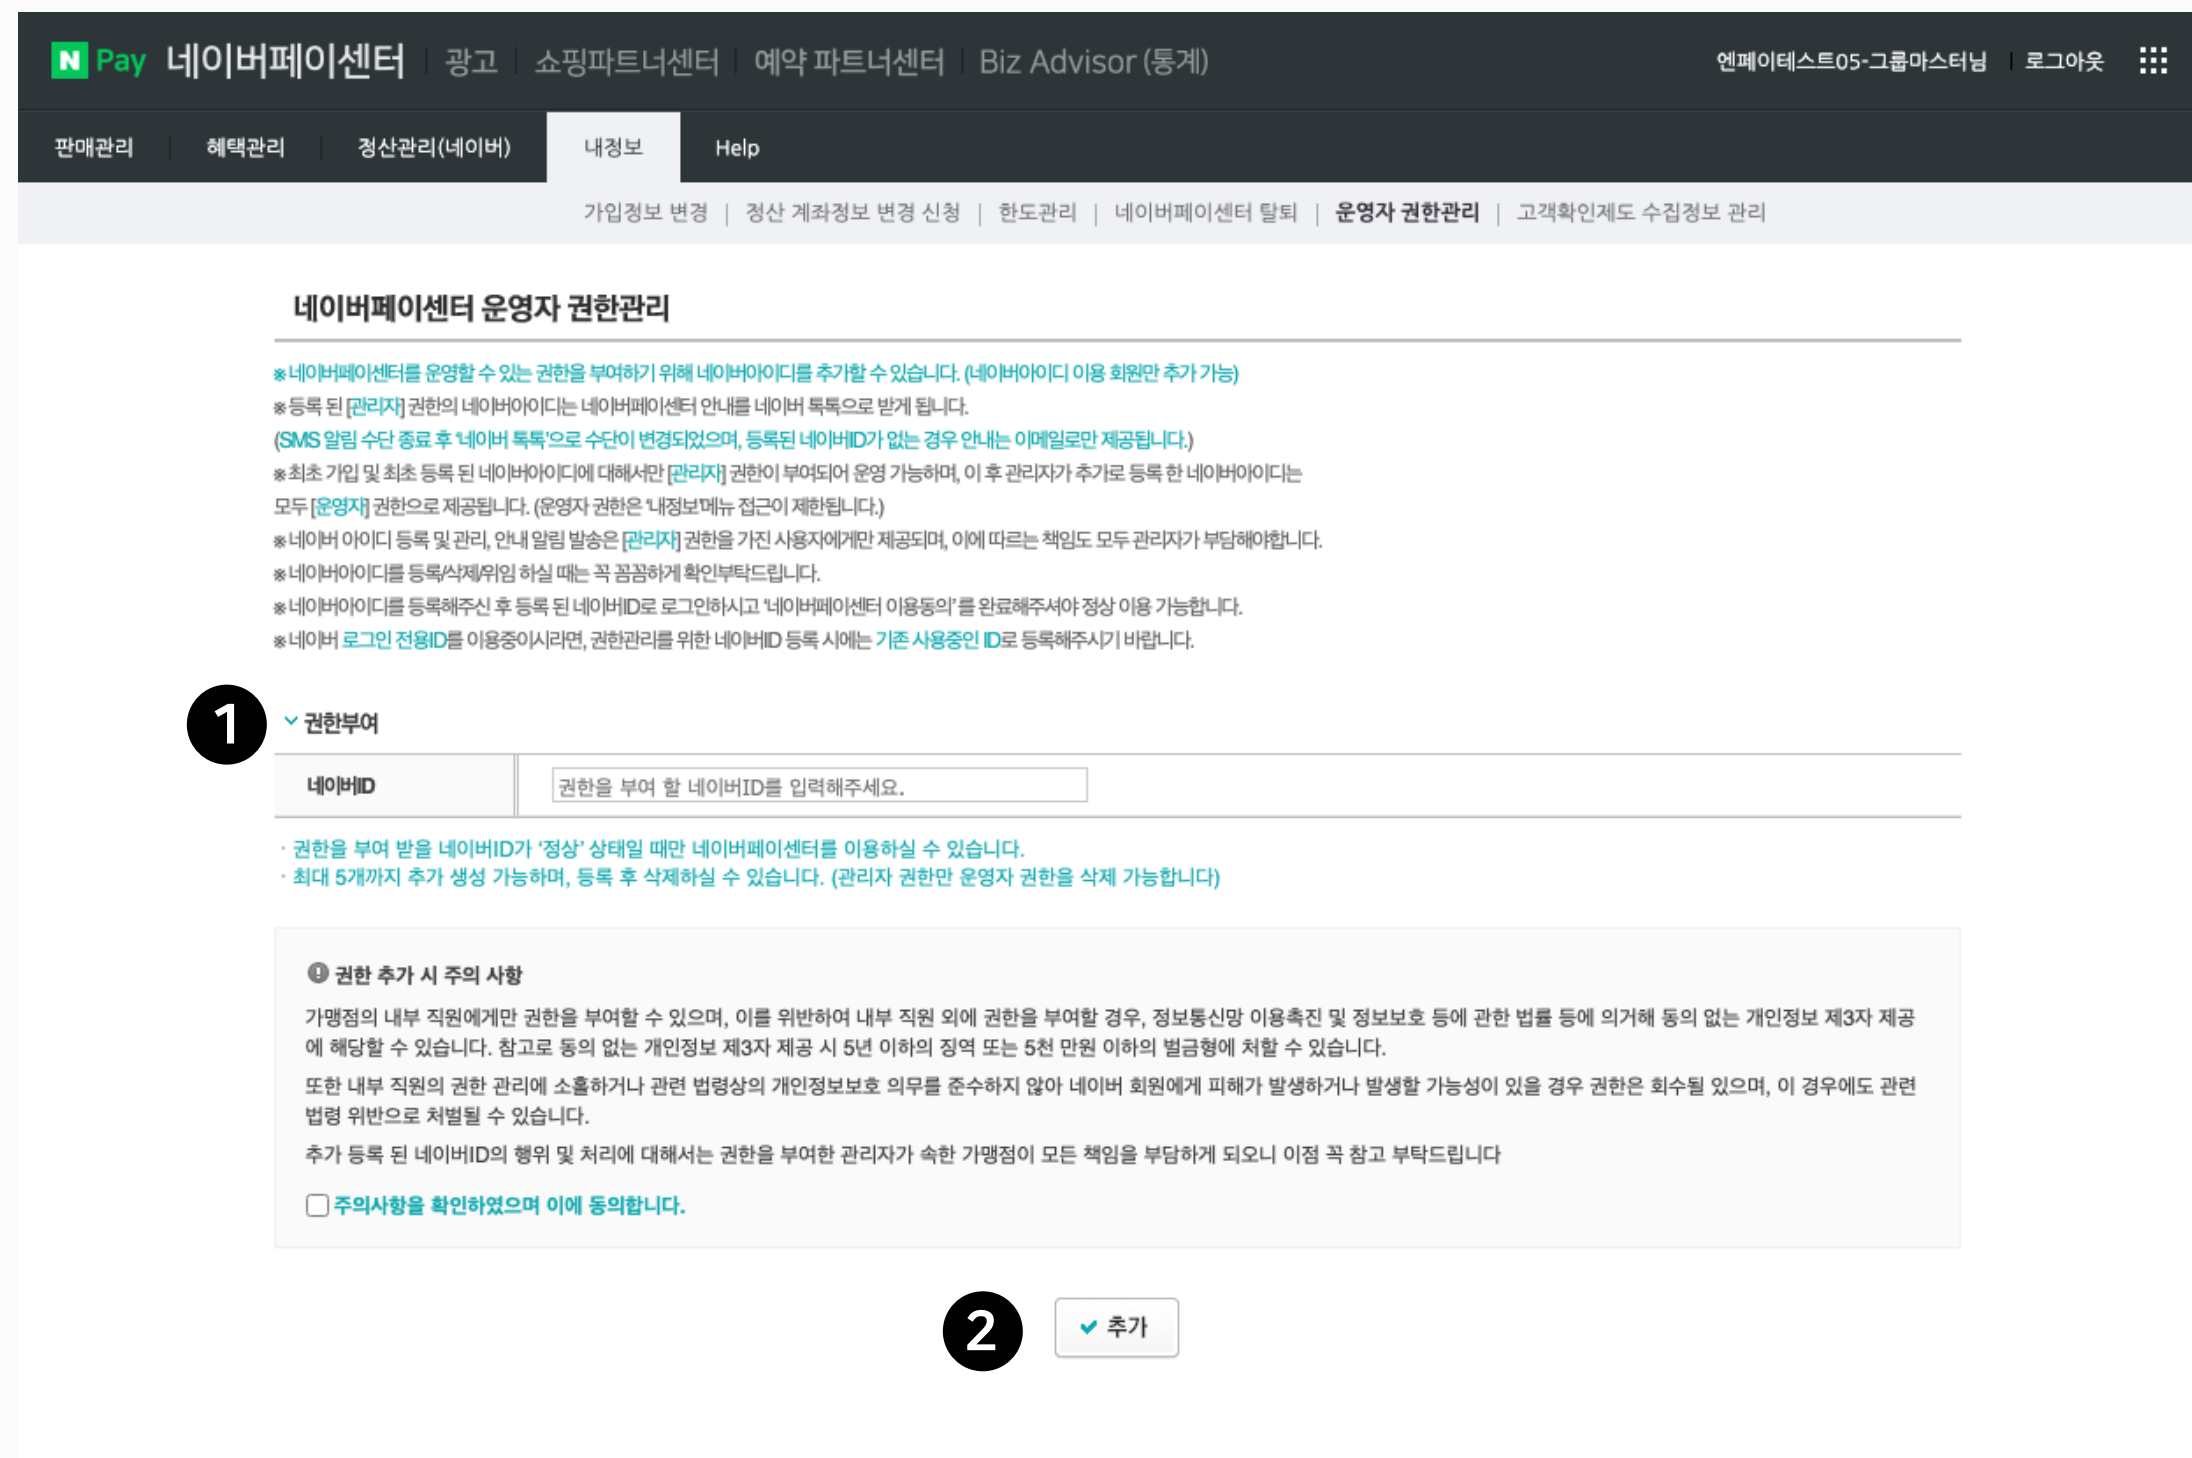 N Pay 네이버페이센터 광고 쇼핑파트너센터 예약 파트너센터 Biz Advisor (통계) 엔페이테스트05-그룹마스터님 로그아웃
판매관리 혜택관리 정산관리(네이버) 내정보 Help
가입정보 변경 | 정산 계좌정보 변경 신청 | 한도관리 | 네이버페이센터 탈퇴 | 운영자 권한관리 | 고객확인제도 수집정보 관리
네이버페이센터 운영자 권한관리
※네이버페이센터를 운영할 수 있는 권한을 부여하기 위해 네이버아이디를 추가할 수 있습니다. (네이버아이디 이용 회원만 추가 가능)
※등록 된 [관리자] 권한의 네이버아이디는 네이버페이센터 안내를 네이버 톡톡으로 받게 됩니다.
(SMS 알림 수단 종료 후 '네이버 톡톡'으로 수단이 변경되었으며, 등록된 네이버ID가 없는 경우 안내는 이메일로만 제공됩니다.)
※최초 가입 및 최초 등록 된 네이버아이디에 대해서만 [관리자] 권한이 부여되어 운영 가능하며, 이 후 관리자가 추가로 등록 한 네이버아이디는
모두 [운영자] 권한으로 제공됩니다. (운영자 권한은 '내정보'메뉴 접근이 제한됩니다.)
※네이버 아이디 등록 및 관리, 안내 알림 발송은 [관리자] 권한을 가진 사용자에게만 제공되며, 이에 따르는 책임도 모두 관리자가 부담해야합니다.
※네이버아이디를 등록/삭제/위임 하실 때는 꼭 꼼꼼하게 확인부탁드립니다.
※네이버아이디를 등록해주신 후 등록 된 네이버ID로 로그인하시고 '네이버페이센터 이용동의' 를 완료해주셔야 정상 이용 가능합니다.
※네이버 로그인 전용ID를 이용중이시라면, 권한관리를 위한 네이버ID 등록 시에는 기존 사용중인 ID로 등록해주시기 바랍니다.
1 권한부여
네이버ID 권한을 부여 할 네이버ID를 입력해주세요.
· 권한을 부여 받을 네이버ID가 '정상' 상태일 때만 네이버페이센터를 이용하실 수 있습니다.
· 최대 5개까지 추가 생성 가능하며, 등록 후 삭제하실 수 있습니다. (관리자 권한만 운영자 권한을 삭제 가능합니다)
권한 추가 시 주의 사항
가맹점의 내부 직원에게만 권한을 부여할 수 있으며, 이를 위반하여 내부 직원 외에 권한을 부여할 경우, 정보통신망 이용촉진 및 정보보호 등에 관한 법률 등에 의거해 동의 없는 개인정보 제3자 제공
에 해당할 수 있습니다. 참고로 동의 없는 개인정보 제3자 제공 시 5년 이하의 징역 또는 5천 만원 이하의 벌금형에 처할 수 있습니다.
또한 내부 직원의 권한 관리에 소홀하거나 관련 법령상의 개인정보보호 의무를 준수하지 않아 네이버 회원에게 피해가 발생하거나 발생할 가능성이 있을 경우 권한은 회수될 있으며, 이 경우에도 관련
법령 위반으로 처벌될 수 있습니다.
추가 등록 된 네이버ID의 행위 및 처리에 대해서는 권한을 부여한 관리자가 속한 가맹점이 모든 책임을 부담하게 되오니 이점 꼭 참고 부탁드립니다
주의사항을 확인하였으며 이에 동의합니다.
2 추가